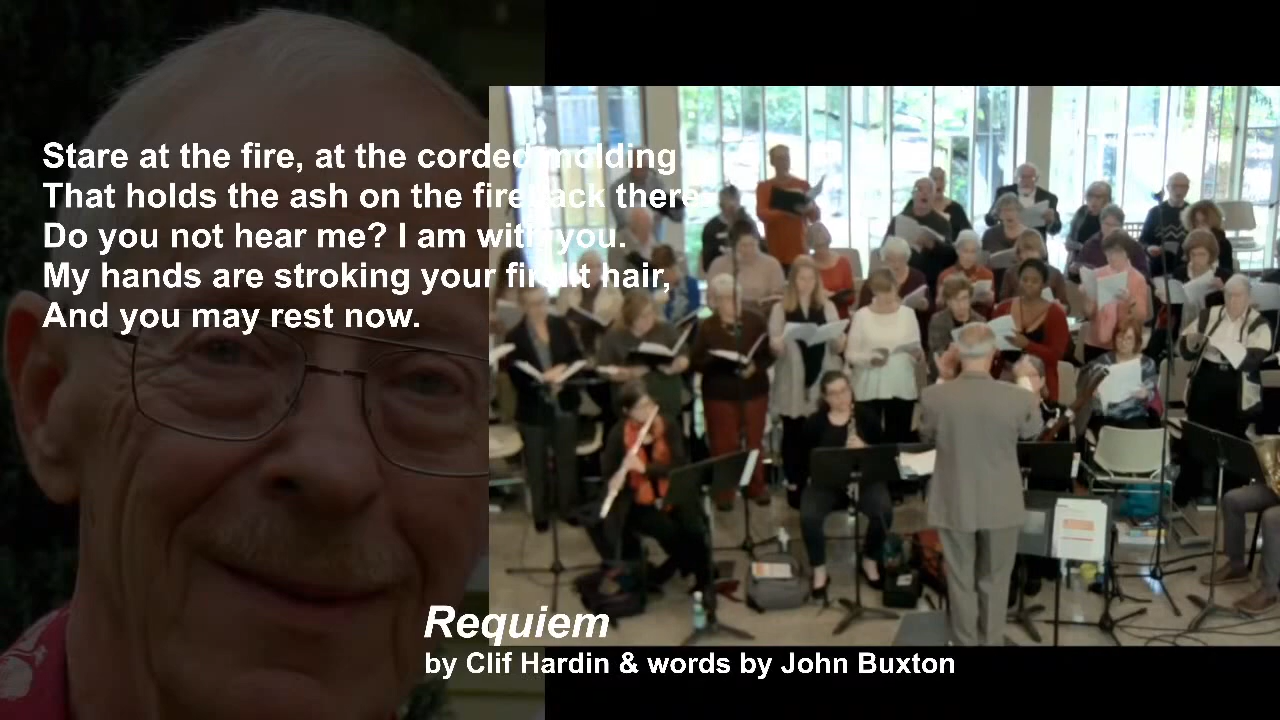 Stare at the fire, at the corded molding
That holds the ash on the fireback there.
Do you not hear me? I am with you.
My hands are stroking your firelit hair,
And you may rest now.
Requiem
by Clif Hardin & words by John Buxton